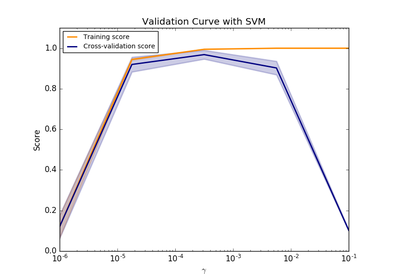 Validation Curve with SVM
Training score
Cross-validation score
1.0
0.8
0.6
0.4
0.2
0.0
Score
10^-6
10^-5
10^-4
10^-3
10^-2
10^-1
γ